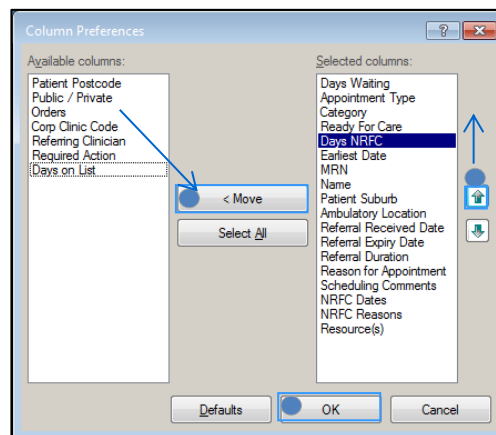 Column Preferences
Available columns:
Patient Postcode
Public / Private
Orders
Corp Clinic Code
Referring Clinician
Required Action
Days on List
< Move
Select All
Selected columns:
Days Waiting
Appointment Type
Category
Ready For Care
Days NRFC
Earliest Date
MRN
Name
Patient Suburb
Ambulatory Location
Referral Received Date
Referral Expiry Date
Referral Duration
Reason for Appointment
Scheduling Comments
NRFC Dates
NRFC Reasons
Resource(s)
Defaults
OK
Cancel